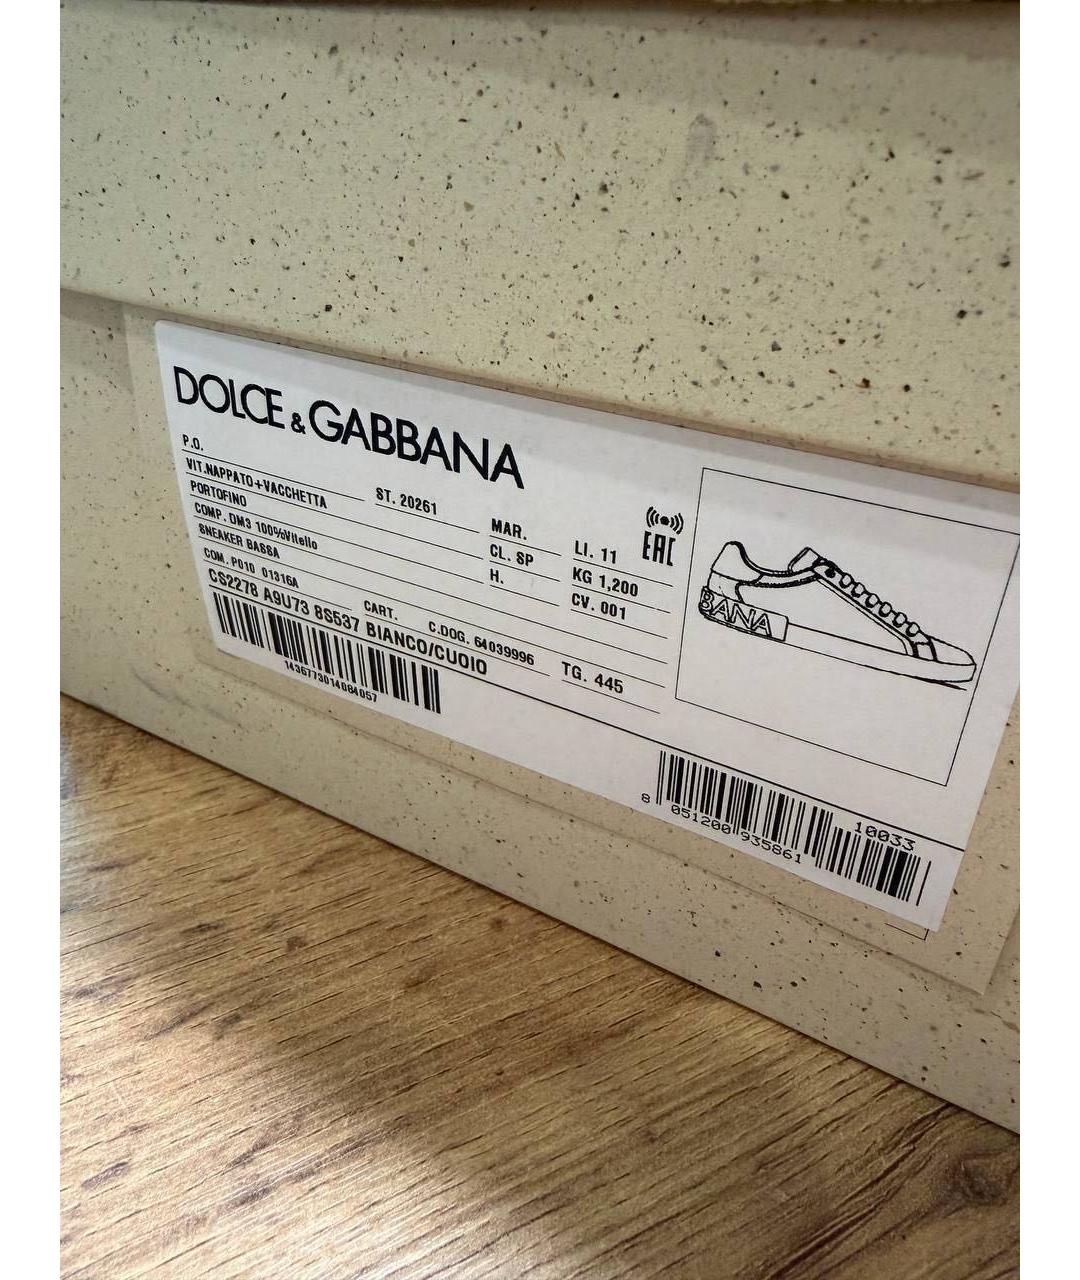 DOLCE & GABBANA
P.O.
VIT.NAPPATO+VACCHETTA
ST. 20261
PORTOFINO
COMP. DM3 100%Vitello
SNEAKER BASSA
COM. P010 01316A
MAR.
CL. SP
H.
LI. 11
KG 1,200
CV. 001
EAC
CART.
C.DOG. 64039996
TG. 445
CS2278 A9U73 8S537 BIANCO/CUOIO
1436773014084057
BANA
8 051200 935861
10033